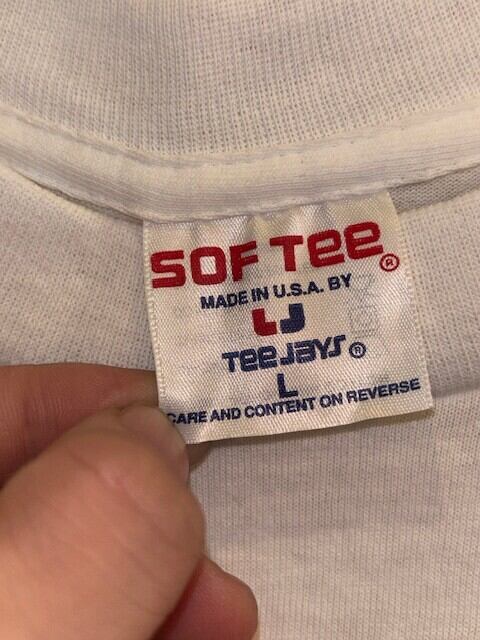 SOF TEE®
MADE IN U.S.A. BY
TEE JAYS®
L
CARE AND CONTENT ON REVERSE